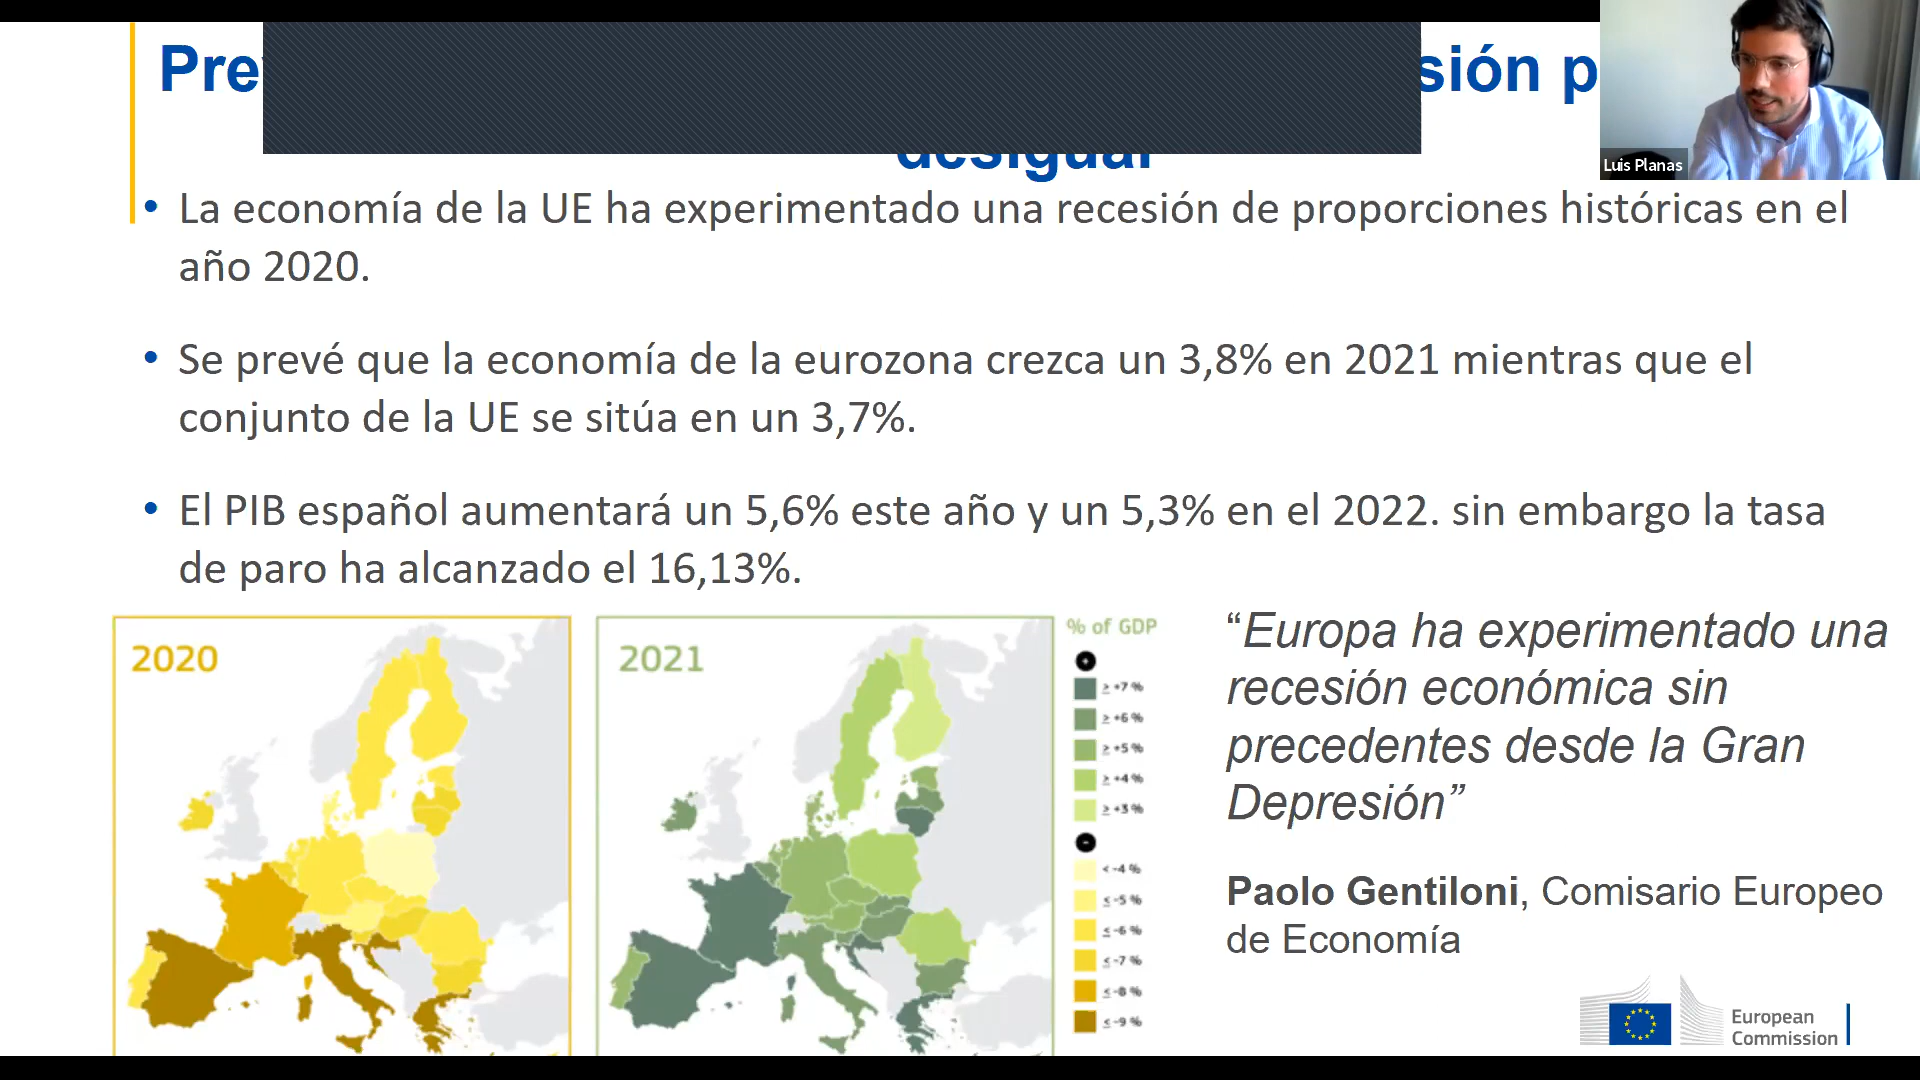 Pre
sión p
desigual
Luis Planas
• La economía de la UE ha experimentado una recesión de proporciones históricas en el
año 2020.
• Se prevé que la economía de la eurozona crezca un 3,8% en 2021 mientras que el
conjunto de la UE se sitúa en un 3,7%.
• El PIB español aumentará un 5,6% este año y un 5,3% en el 2022. sin embargo la tasa
de paro ha alcanzado el 16,13%.
2020
2021
% of GDP
+
≥ +7 %
≥ +6 %
≥ +5 %
≥ +4 %
≥ +3 %
-
< -4 %
≤ -5 %
≤ -6 %
≤ -7 %
≤ -8 %
≤ -9 %
“Europa ha experimentado una
recesión económica sin
precedentes desde la Gran
Depresión”
Paolo Gentiloni, Comisario Europeo
de Economía
European
Commission